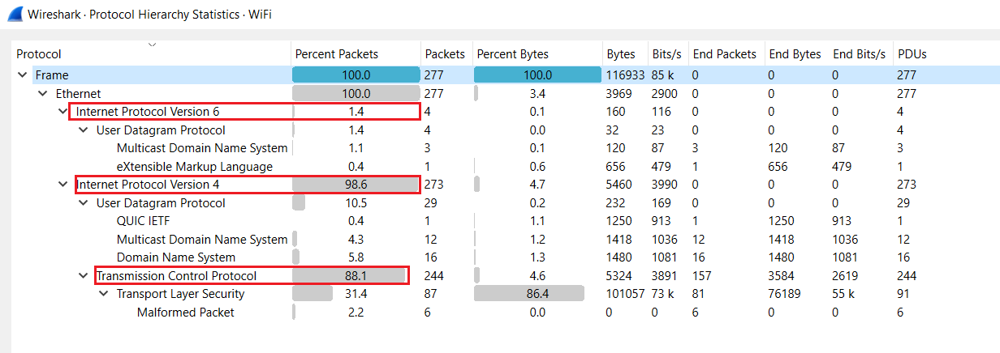 Wireshark · Protocol Hierarchy Statistics · WiFi
Protocol Percent Packets Packets Percent Bytes Bytes Bits/s End Packets End Bytes End Bits/s PDUs
Frame 100.0 277 100.0 116933 85 k 0 0 0 277
Ethernet 100.0 277 3.4 3969 2900 0 0 0 277
Internet Protocol Version 6 1.4 4 0.1 160 116 0 0 0 4
User Datagram Protocol 1.4 4 0.0 32 23 0 0 0 4
Multicast Domain Name System 1.1 3 0.1 120 87 3 120 87 3
eXtensible Markup Language 0.4 1 0.6 656 479 1 656 479 1
Internet Protocol Version 4 98.6 273 4.7 5460 3990 0 0 0 273
User Datagram Protocol 10.5 29 0.2 232 169 0 0 0 29
QUIC IETF 0.4 1 1.1 1250 913 1 1250 913 1
Multicast Domain Name System 4.3 12 1.2 1418 1036 12 1418 1036 12
Domain Name System 5.8 16 1.3 1480 1081 16 1480 1081 16
Transmission Control Protocol 88.1 244 4.6 5324 3891 157 3584 2619 244
Transport Layer Security 31.4 87 86.4 101057 73 k 81 76189 55 k 91
Malformed Packet 2.2 6 0.0 0 0 6 0 0 6